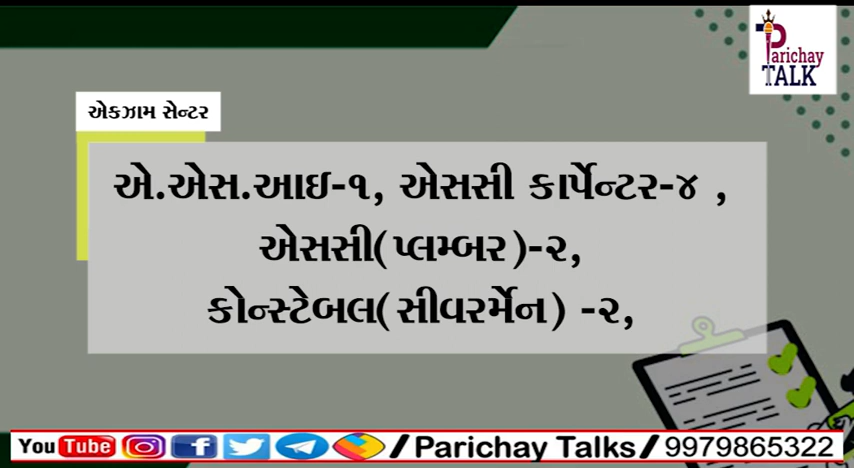 Parichay
TALK
એકઝામ સેન્ટર
એ.એસ.આઇ-૧, એસસી કાર્પેન્ટર-૪ ,
એસસી(પ્લમ્બર)-૨,
કોન્સ્ટેબલ(સીવરર્મેન) -૨,
You Tube f /Parichay Talks/9979865322